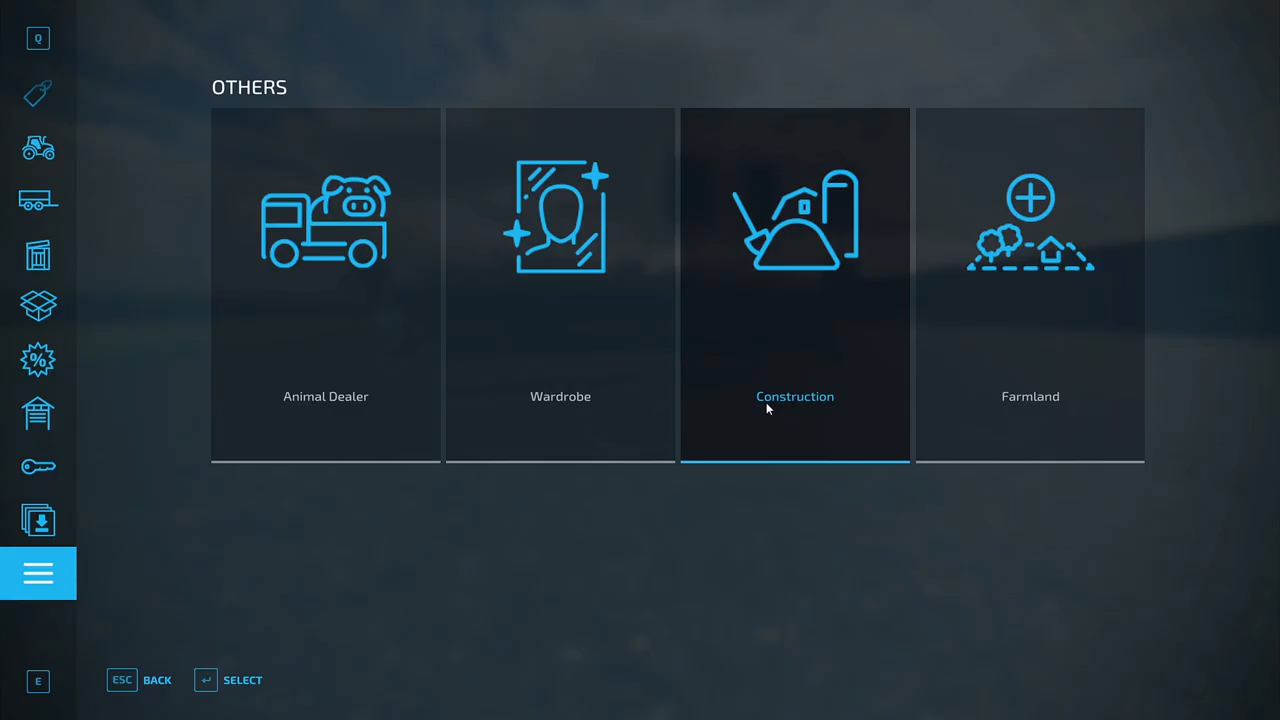 Q
OTHERS
%
Animal Dealer
Wardrobe
Construction
Farmland
E
ESC BACK SELECT